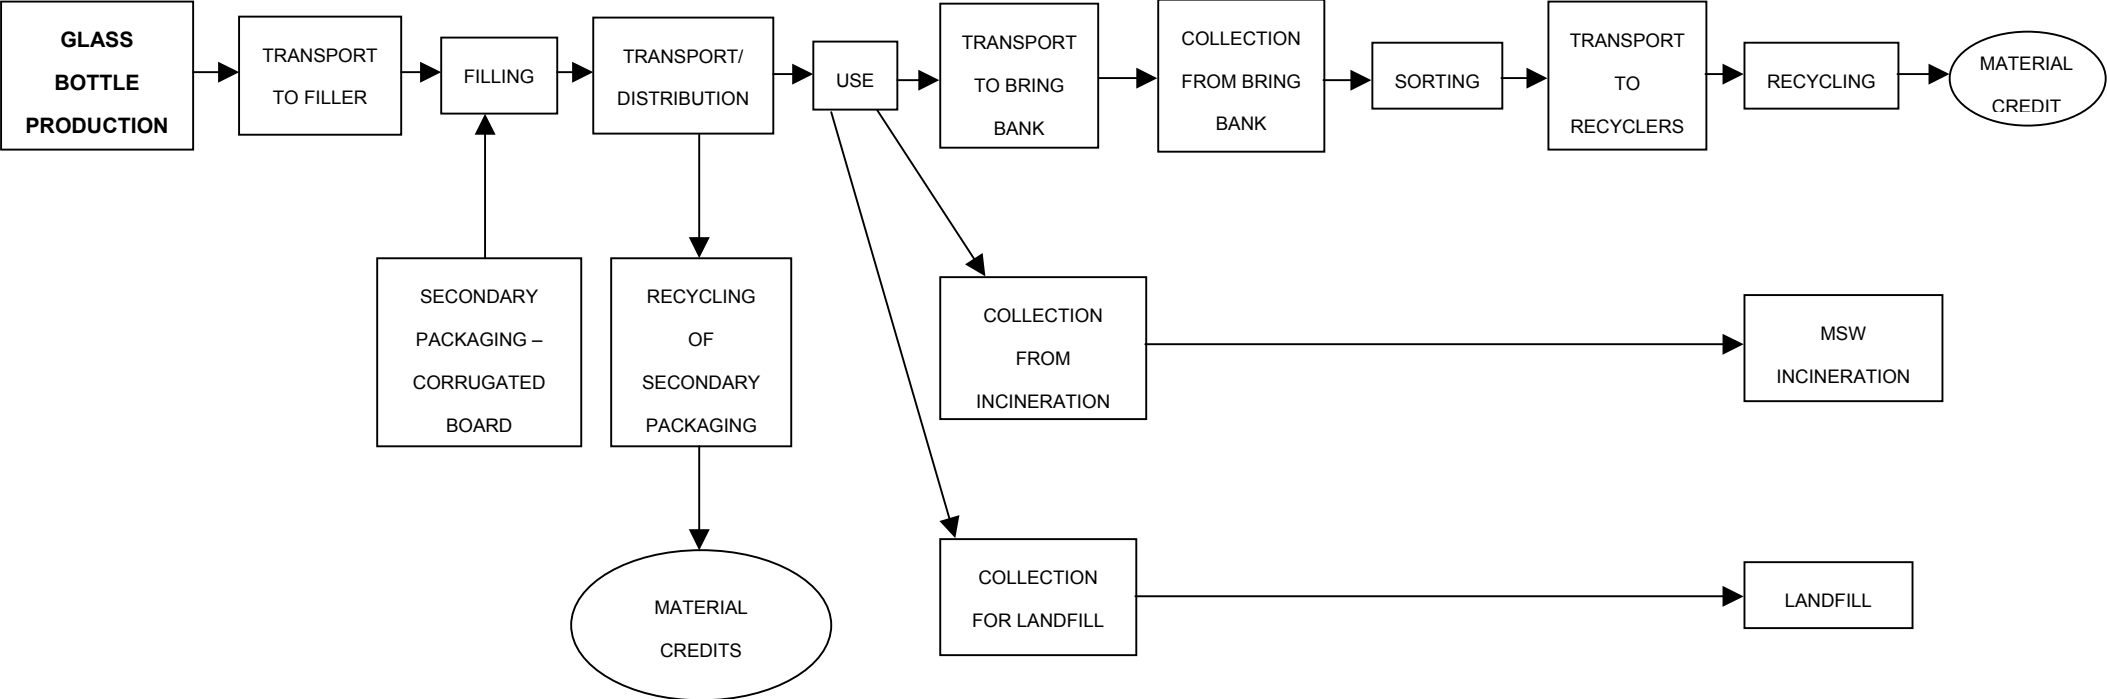 GLASS
BOTTLE
PRODUCTION
TRANSPORT
TO FILLER
FILLING
TRANSPORT/
DISTRIBUTION
USE
TRANSPORT
TO BRING
BANK
COLLECTION
FROM BRING
BANK
SORTING
TRANSPORT
TO
RECYCLERS
RECYCLING
MATERIAL
CREDIT
SECONDARY
PACKAGING –
CORRUGATED
BOARD
RECYCLING
OF
SECONDARY
PACKAGING
COLLECTION
FROM
INCINERATION
MSW
INCINERATION
MATERIAL
CREDITS
COLLECTION
FOR LANDFILL
LANDFILL